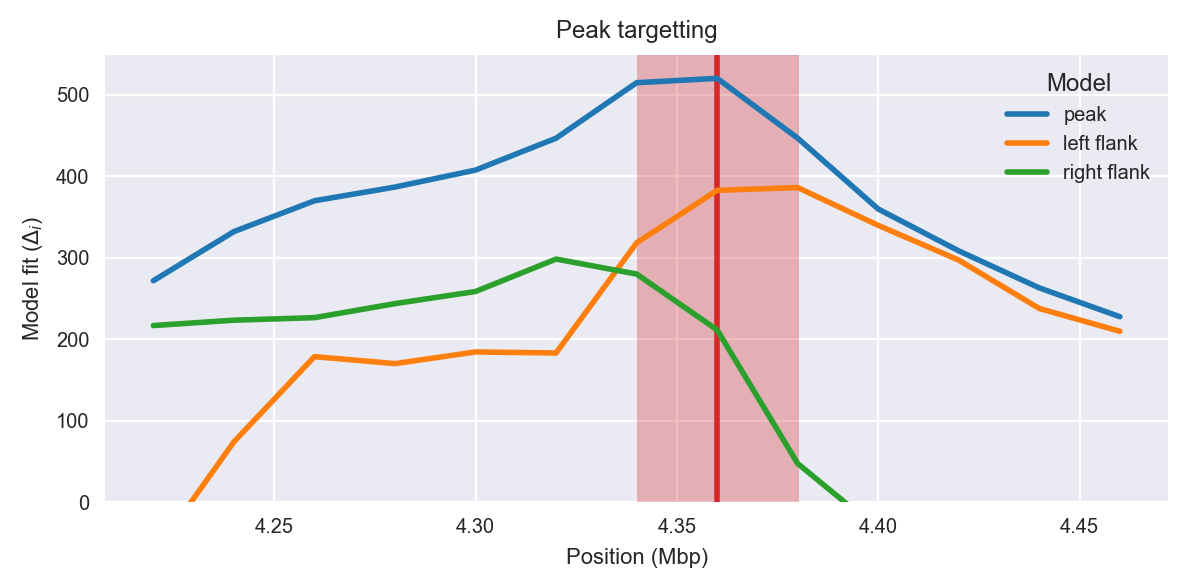 Peak targetting
Model
peak
left flank
right flank
Model fit (Δᵢ)
500
400
300
200
100
0
4.25 4.30 4.35 4.40 4.45
Position (Mbp)